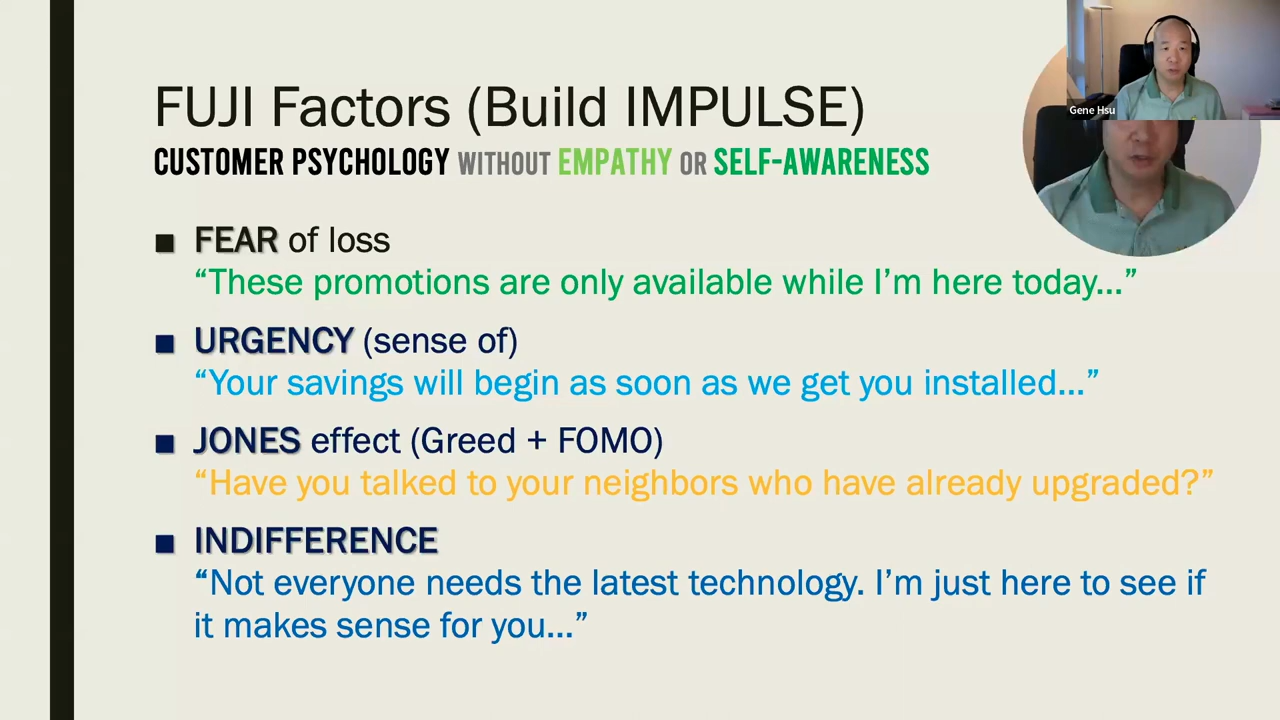 FUJI Factors (Build IMPULSE)
CUSTOMER PSYCHOLOGY WITHOUT EMPATHY OR SELF-AWARENESS
Gene Hsu
■ FEAR of loss
“These promotions are only available while I’m here today...”
■ URGENCY (sense of)
“Your savings will begin as soon as we get you installed...”
■ JONES effect (Greed + FOMO)
“Have you talked to your neighbors who have already upgraded?”
■ INDIFFERENCE
“Not everyone needs the latest technology. I’m just here to see if
it makes sense for you...”